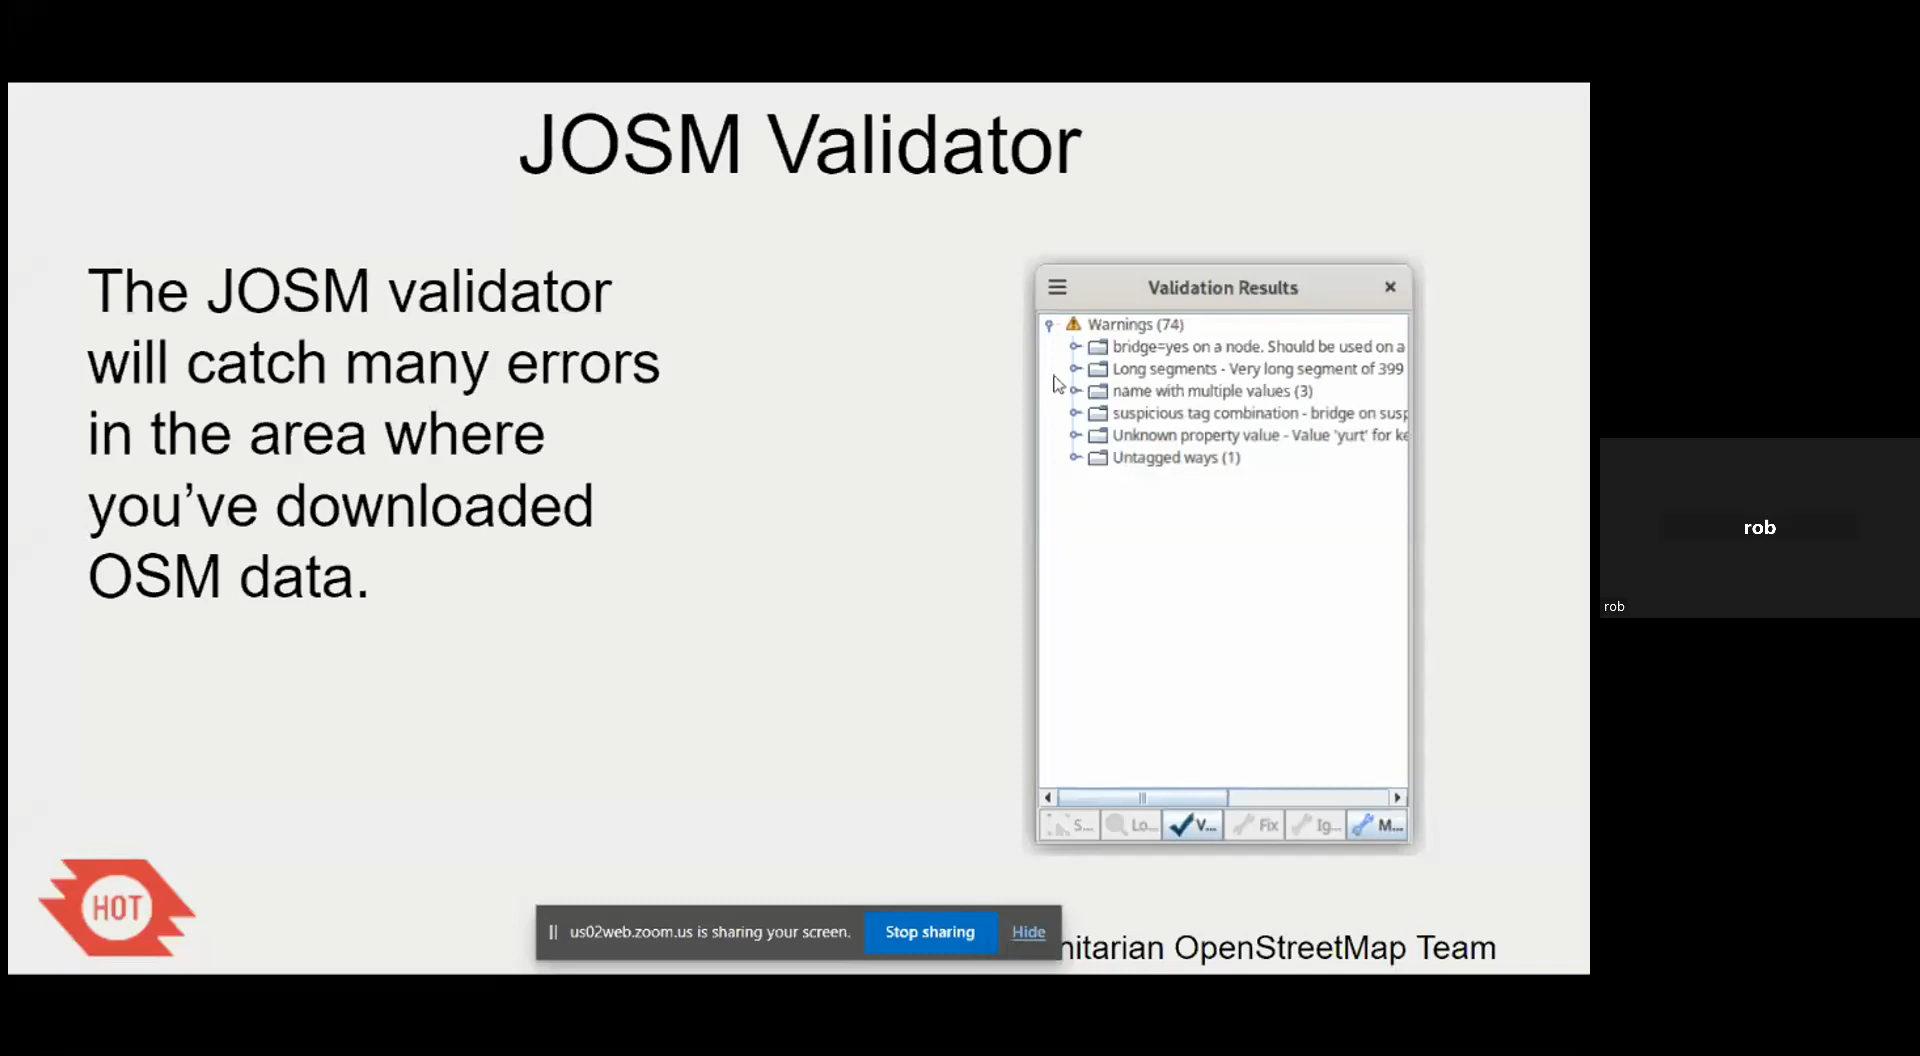 JOSM Validator
The JOSM validator
will catch many errors
in the area where
you’ve downloaded
OSM data.
Validation Results
Warnings (74)
bridge=yes on a node. Should be used on a
Long segments - Very long segment of 399
name with multiple values (3)
suspicious tag combination - bridge on susp
Unknown property value - Value 'yurt' for ke
Untagged ways (1)
S... Lo... V... Fix Ig... M...
HOT
us02web.zoom.us is sharing your screen. Stop sharing Hide
nitarian OpenStreetMap Team
rob
rob